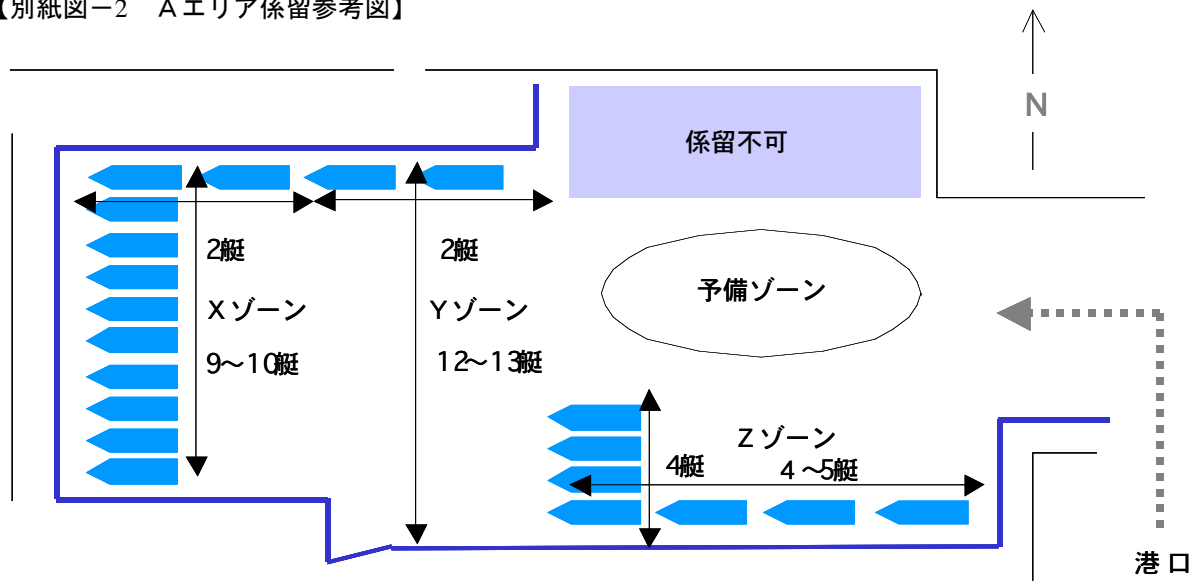 【別紙図－2　Ａエリア係留参考図】
N
係留不可
2艇
2艇
Ｘゾーン
Ｙゾーン
予備ゾーン
9～10艇
12～13艇
Ｚゾーン
4艇
4～5艇
港口